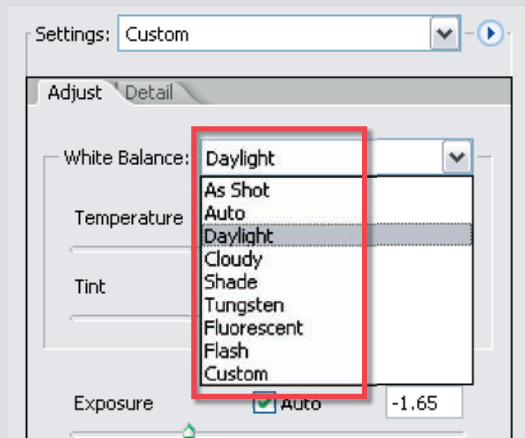 Settings: Custom
Adjust Detail
White Balance: Daylight
As Shot
Auto
Temperature
Daylight
Cloudy
Shade
Tint
Tungsten
Fluorescent
Flash
Custom
Exposure Auto -1.65